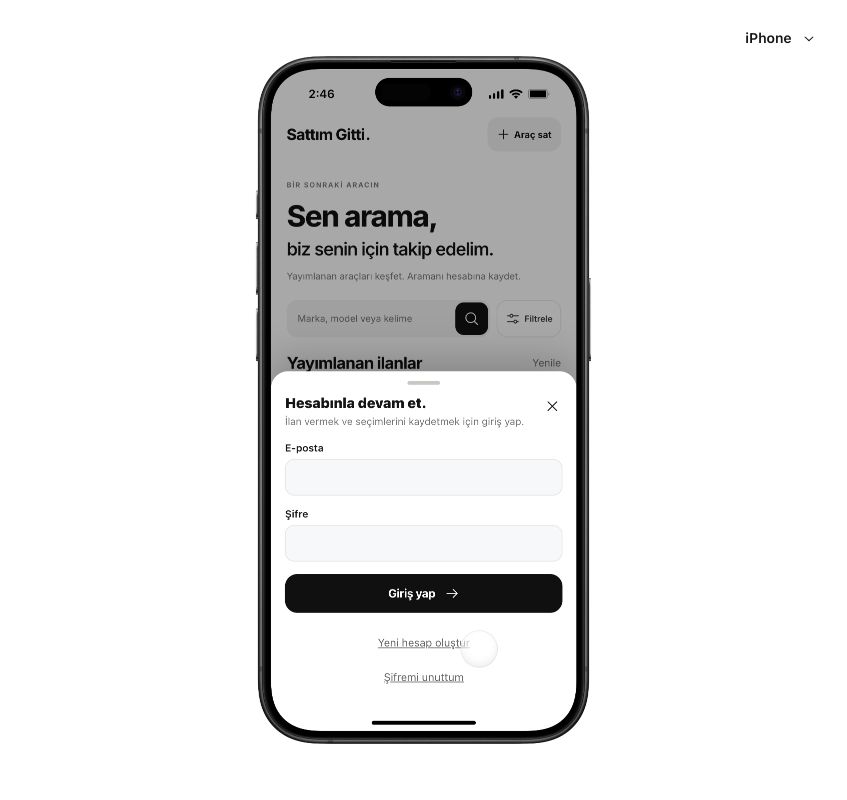 iPhone
2:46
Sattım Gitti.
Araç sat
BİR SONRAKİ ARACIN
Sen arama,
biz senin için takip edelim.
Yayımlanan araçları keşfet. Aramanı hesabına kaydet.
Marka, model veya kelime
Filtrele
Yayımlanan ilanlar
Yenile
Hesabınla devam et.
İlan vermek ve seçimlerini kaydetmek için giriş yap.
E-posta
Şifre
Giriş yap
Yeni hesap oluştur
Şifremi unuttum